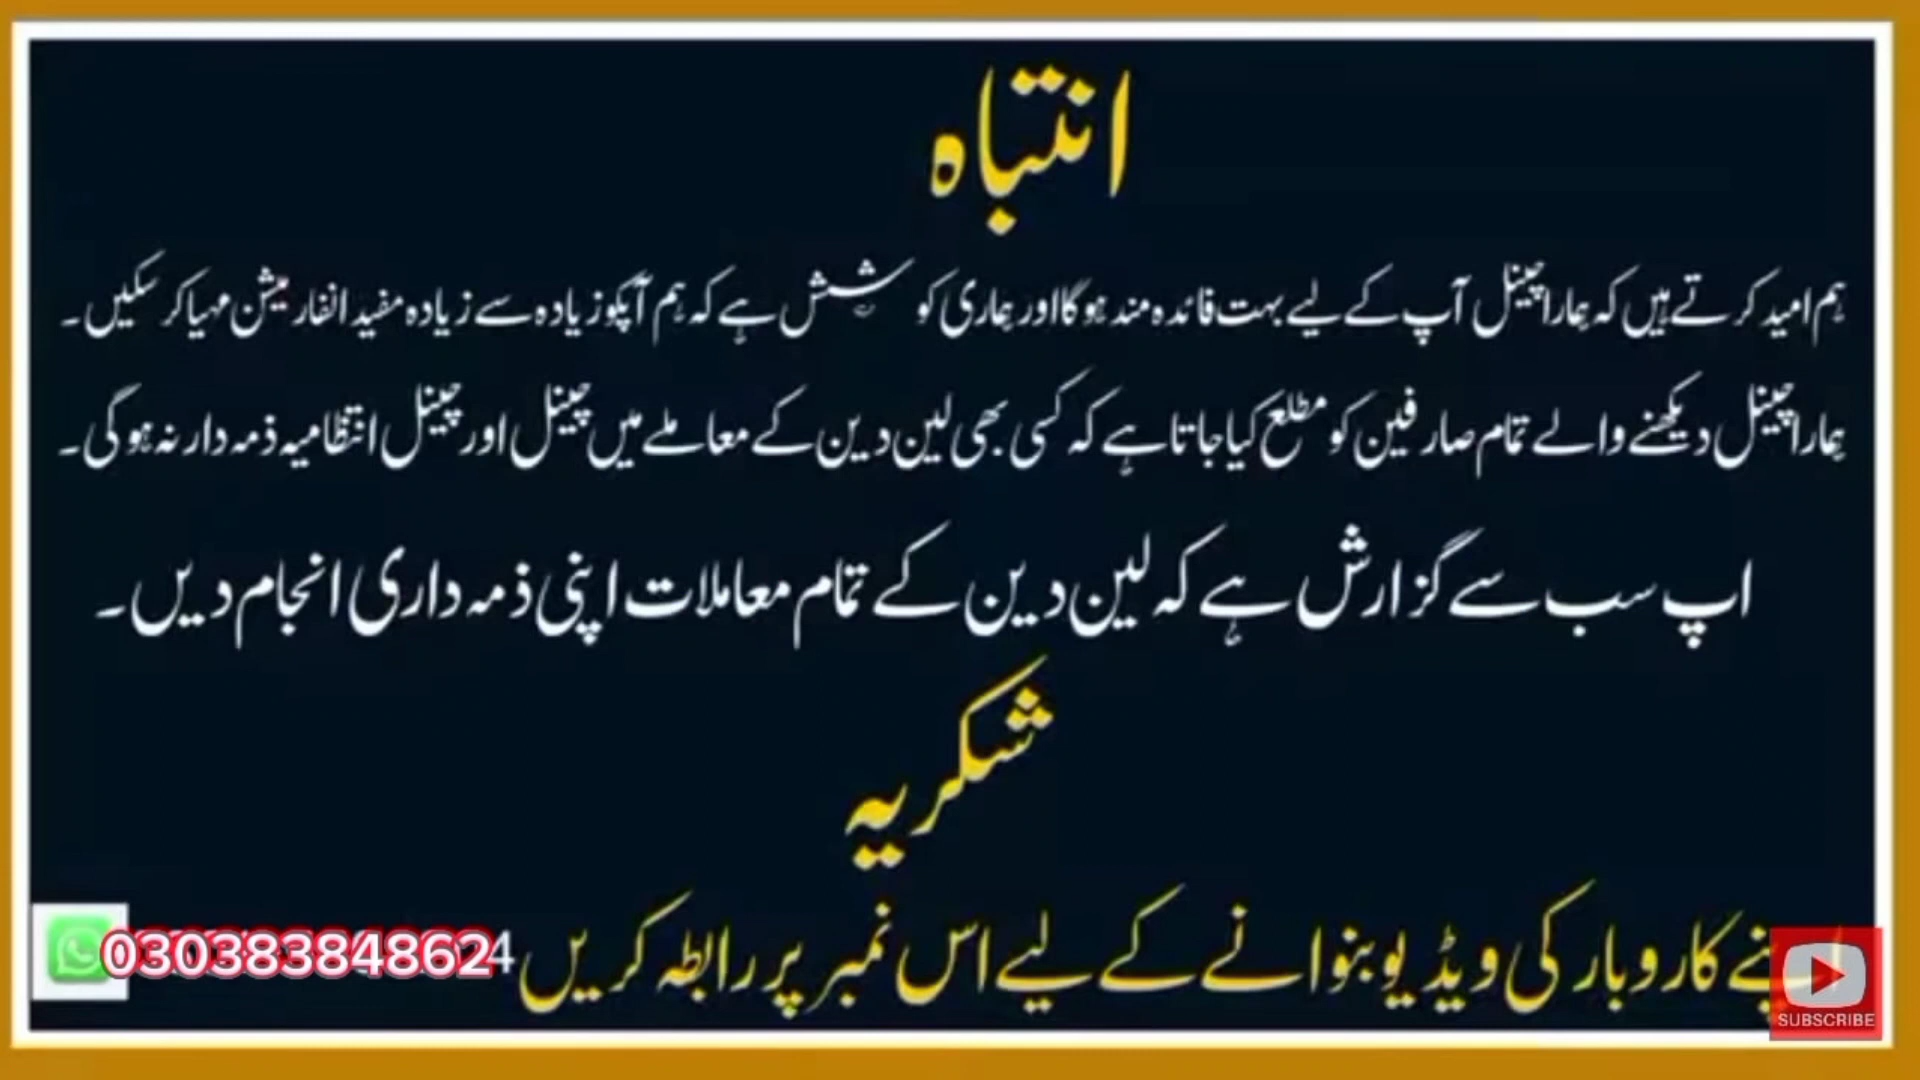 انتباہ
ہم امید کرتے ہیں کہ ہمارا چینل آپ کے لیے بہت فائدہ مند ہوگا اور ہماری کوشش ہے کہ ہم آپکو زیادہ سے زیادہ مفید انفارمیشن مہیا کر سکیں۔
ہمارا چینل دیکھنے والے تمام صارفین کو مطلع کیا جاتا ہے کہ کسی بھی لین دین کے معاملے میں چینل اور چینل انتظامیہ ذمہ دار نہ ہوگی۔
اپ سب سے گزارش ہے کہ لین دین کے تمام معاملات اپنی ذمہ داری انجام دیں۔
شکریہ
اپنے کاروبار کی ویڈیو بنوانے کے لیے اس نمبر پر رابطہ کریں
03038384862
SUBSCRIBE